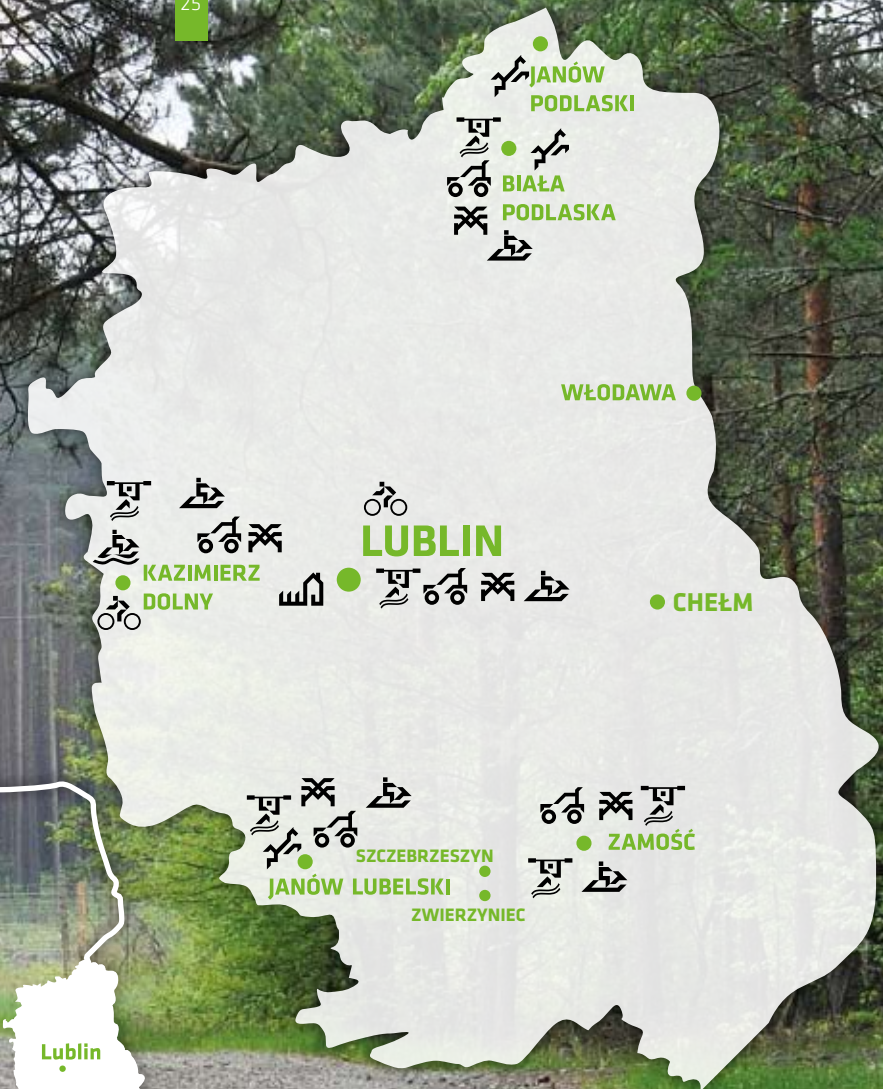 25
JANÓW
PODLASKI
BIAŁA
PODLASKA
WŁODAWA
LUBLIN
KAZIMIERZ
DOLNY
CHEŁM
ZAMOŚĆ
SZCZEBRZESZYN
JANÓW LUBELSKI
ZWIERZYNIEC
Lublin